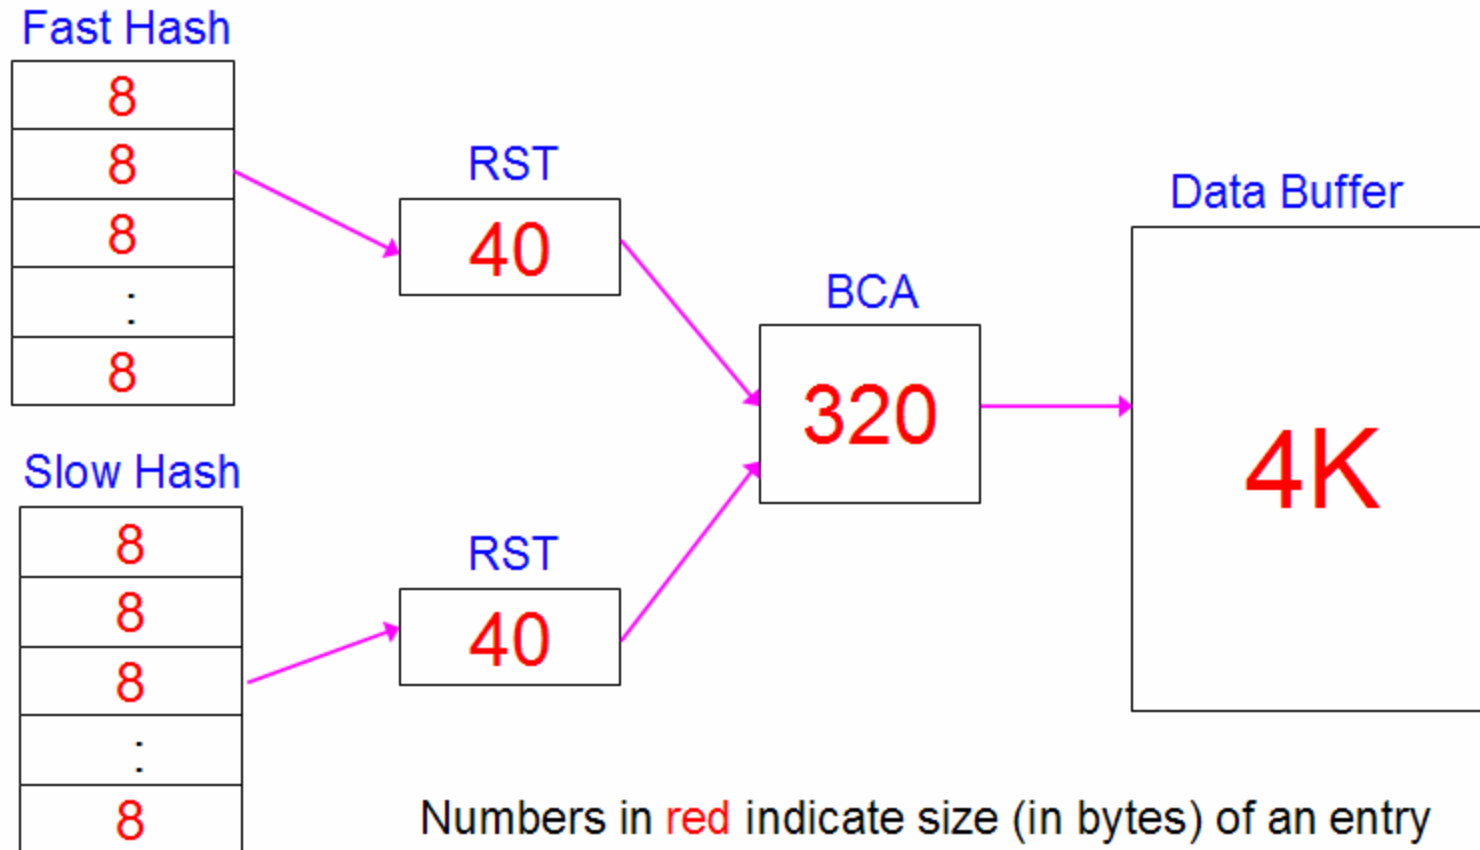 Fast Hash
8
8
8
:
8
RST
40
Slow Hash
8
8
8
:
8
RST
40
BCA
320
Data Buffer
4K
Numbers in red indicate size (in bytes) of an entry